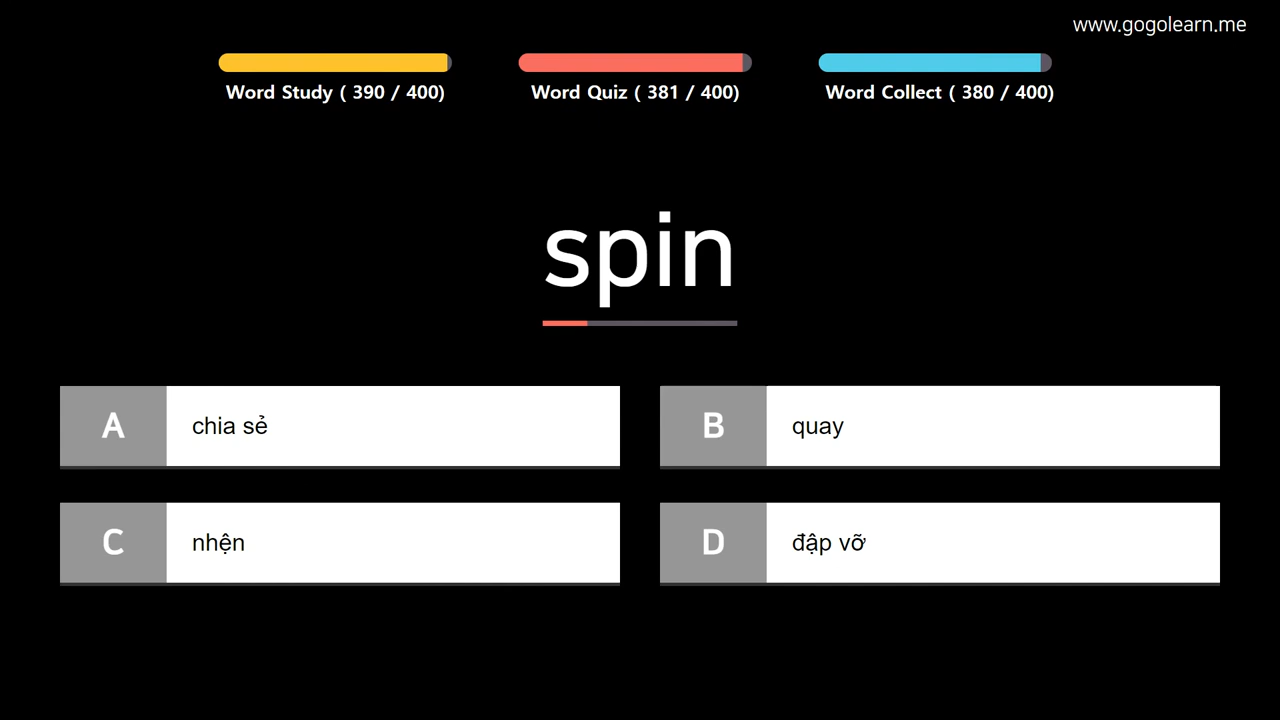 www.gogolearn.me
Word Study ( 390 / 400)
Word Quiz ( 381 / 400)
Word Collect ( 380 / 400)
spin
A chia sẻ
B quay
C nhện
D đập vỡ